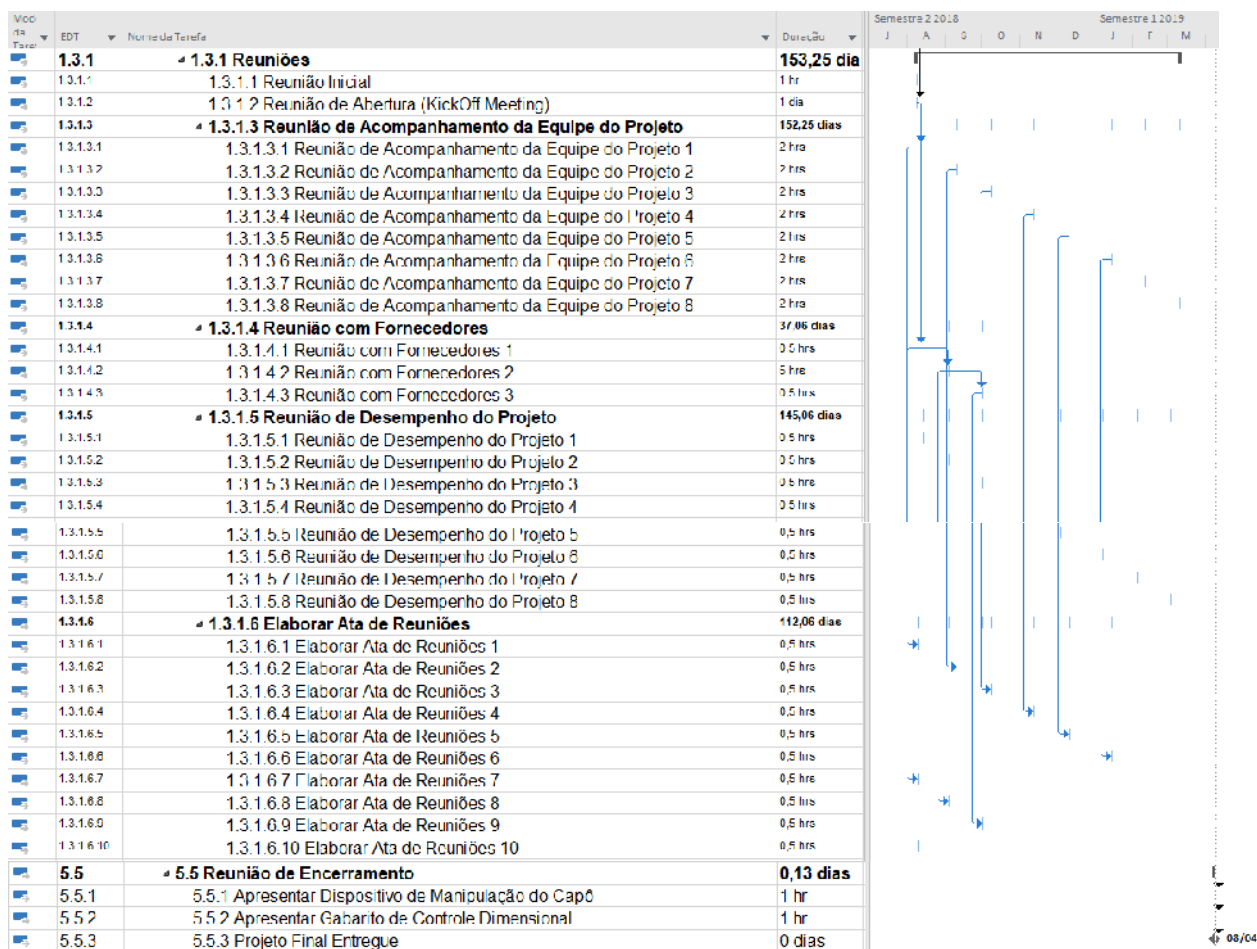 Semestre 2 2018 Semestre 1 2019
EDT Nome da Tarefa Duração J A S O N D J F M
1.3.1 1.3.1 Reuniões 153,25 dia
1.3.1.1 1.3.1.1 Reunião Inicial 1 hr
1.3.1.2 1.3.1.2 Reunião de Abertura (KickOff Meeting) 1 dia
1.3.1.3 1.3.1.3 Reunião de Acompanhamento da Equipe do Projeto 152,25 dias
1.3.1.3.1 1.3.1.3.1 Reunião de Acompanhamento da Equipe do Projeto 1 2 hrs
1.3.1.3.2 1.3.1.3.2 Reunião de Acompanhamento da Equipe do Projeto 2 2 hrs
1.3.1.3.3 1.3.1.3.3 Reunião de Acompanhamento da Equipe do Projeto 3 2 hrs
1.3.1.3.4 1.3.1.3.4 Reunião de Acompanhamento da Equipe do Projeto 4 2 hrs
1.3.1.3.5 1.3.1.3.5 Reunião de Acompanhamento da Equipe do Projeto 5 2 hrs
1.3.1.3.6 1.3.1.3.6 Reunião de Acompanhamento da Equipe do Projeto 6 2 hrs
1.3.1.3.7 1.3.1.3.7 Reunião de Acompanhamento da Equipe do Projeto 7 2 hrs
1.3.1.3.8 1.3.1.3.8 Reunião de Acompanhamento da Equipe do Projeto 8 2 hrs
1.3.1.4 1.3.1.4 Reunião com Fornecedores 37,06 dias
1.3.1.4.1 1.3.1.4.1 Reunião com Fornecedores 1 0,5 hrs
1.3.1.4.2 1.3.1.4.2 Reunião com Fornecedores 2 5 hrs
1.3.1.4.3 1.3.1.4.3 Reunião com Fornecedores 3 0,5 hrs
1.3.1.5 1.3.1.5 Reunião de Desempenho do Projeto 145,06 dias
1.3.1.5.1 1.3.1.5.1 Reunião de Desempenho do Projeto 1 0,5 hrs
1.3.1.5.2 1.3.1.5.2 Reunião de Desempenho do Projeto 2 0,5 hrs
1.3.1.5.3 1.3.1.5.3 Reunião de Desempenho do Projeto 3 0,5 hrs
1.3.1.5.4 1.3.1.5.4 Reunião de Desempenho do Projeto 4 0,5 hrs
1.3.1.5.5 1.3.1.5.5 Reunião de Desempenho do Projeto 5 0,5 hrs
1.3.1.5.6 1.3.1.5.6 Reunião de Desempenho do Projeto 6 0,5 hrs
1.3.1.5.7 1.3.1.5.7 Reunião de Desempenho do Projeto 7 0,5 hrs
1.3.1.5.8 1.3.1.5.8 Reunião de Desempenho do Projeto 8 0,5 hrs
1.3.1.6 1.3.1.6 Elaborar Ata de Reuniões 112,06 dias
1.3.1.6.1 1.3.1.6.1 Elaborar Ata de Reuniões 1 0,5 hrs
1.3.1.6.2 1.3.1.6.2 Elaborar Ata de Reuniões 2 0,5 hrs
1.3.1.6.3 1.3.1.6.3 Elaborar Ata de Reuniões 3 0,5 hrs
1.3.1.6.4 1.3.1.6.4 Elaborar Ata de Reuniões 4 0,5 hrs
1.3.1.6.5 1.3.1.6.5 Elaborar Ata de Reuniões 5 0,5 hrs
1.3.1.6.6 1.3.1.6.6 Elaborar Ata de Reuniões 6 0,5 hrs
1.3.1.6.7 1.3.1.6.7 Elaborar Ata de Reuniões 7 0,5 hrs
1.3.1.6.8 1.3.1.6.8 Elaborar Ata de Reuniões 8 0,5 hrs
1.3.1.6.9 1.3.1.6.9 Elaborar Ata de Reuniões 9 0,5 hrs
1.3.1.6.10 1.3.1.6.10 Elaborar Ata de Reuniões 10 0,5 hrs
5.5 5.5 Reunião de Encerramento 0,13 dias
5.5.1 5.5.1 Apresentar Dispositivo de Manipulação do Capô 1 hr
5.5.2 5.5.2 Apresentar Gabarito de Controle Dimensional 1 hr
5.5.3 5.5.3 Projeto Final Entregue 0 dias